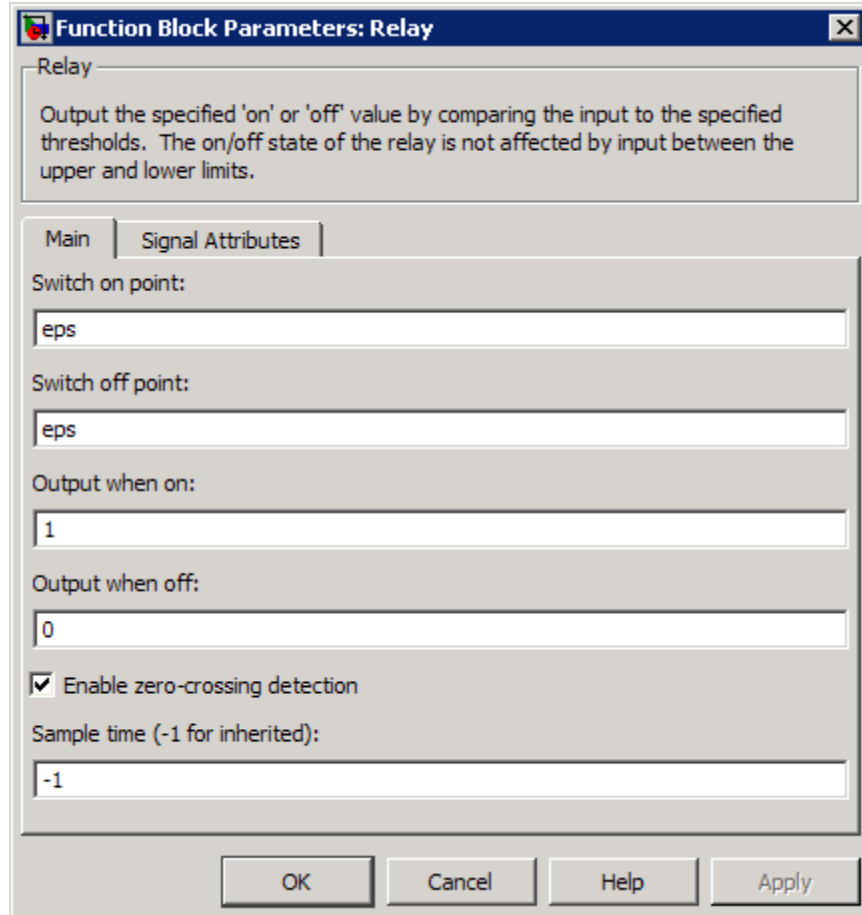 Function Block Parameters: Relay
Relay
Output the specified 'on' or 'off' value by comparing the input to the specified
thresholds.  The on/off state of the relay is not affected by input between the
upper and lower limits.
Main
Signal Attributes
Switch on point:
eps
Switch off point:
eps
Output when on:
1
Output when off:
0
Enable zero-crossing detection
Sample time (-1 for inherited):
-1
OK
Cancel
Help
Apply